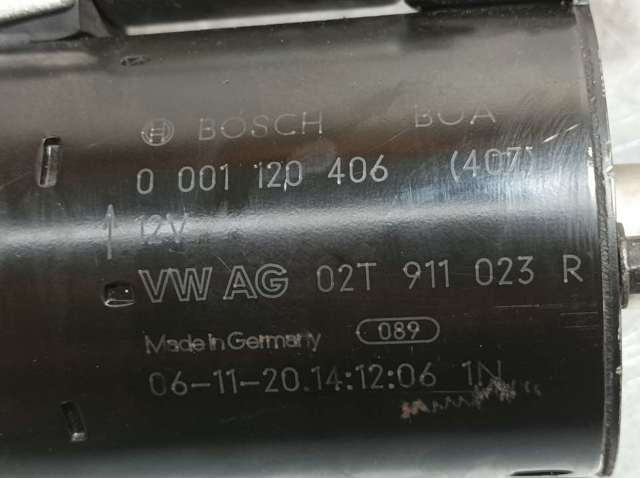 BOSCH BOA
0 001 120 406 (407)
12V
VW AG 02T 911 023 R
Made in Germany 089
06-11-20.14:12:06 1N